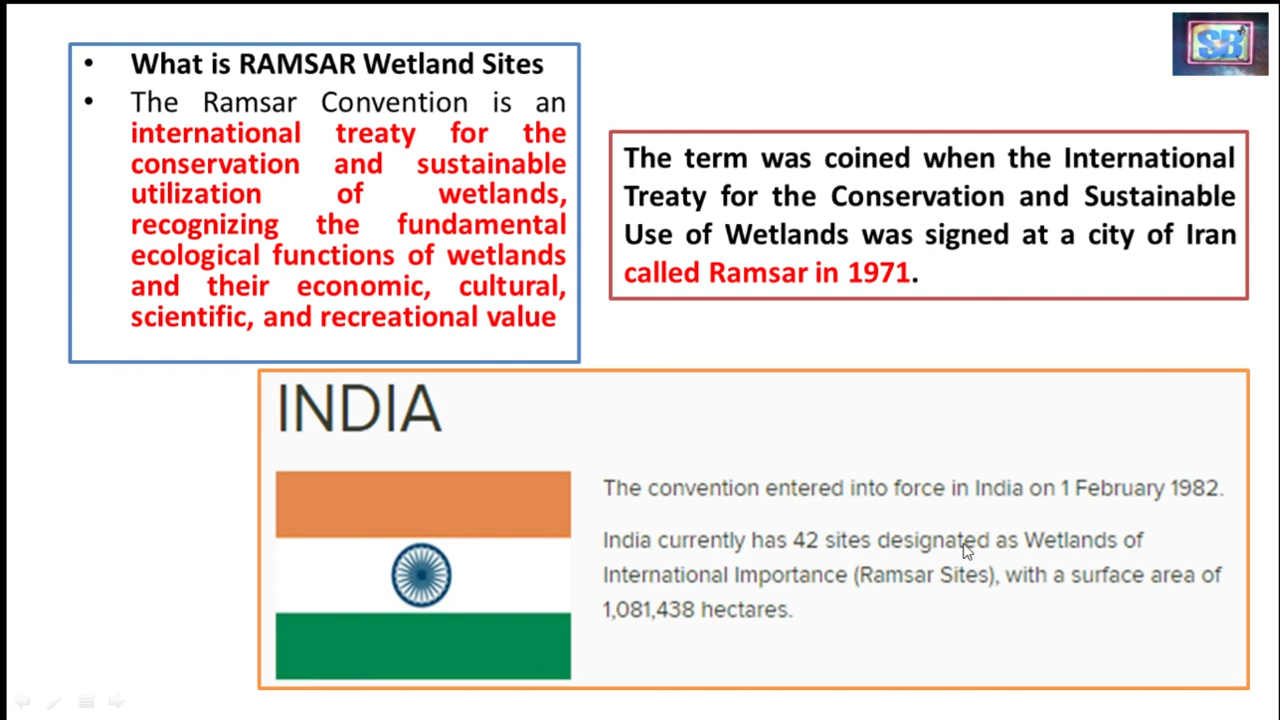 SB
• What is RAMSAR Wetland Sites
• The Ramsar Convention is an
international treaty for the
conservation and sustainable
utilization of wetlands,
recognizing the fundamental
ecological functions of wetlands
and their economic, cultural,
scientific, and recreational value
The term was coined when the International
Treaty for the Conservation and Sustainable
Use of Wetlands was signed at a city of Iran
called Ramsar in 1971.
INDIA
The convention entered into force in India on 1 February 1982.
India currently has 42 sites designated as Wetlands of
International Importance (Ramsar Sites), with a surface area of
1,081,438 hectares.